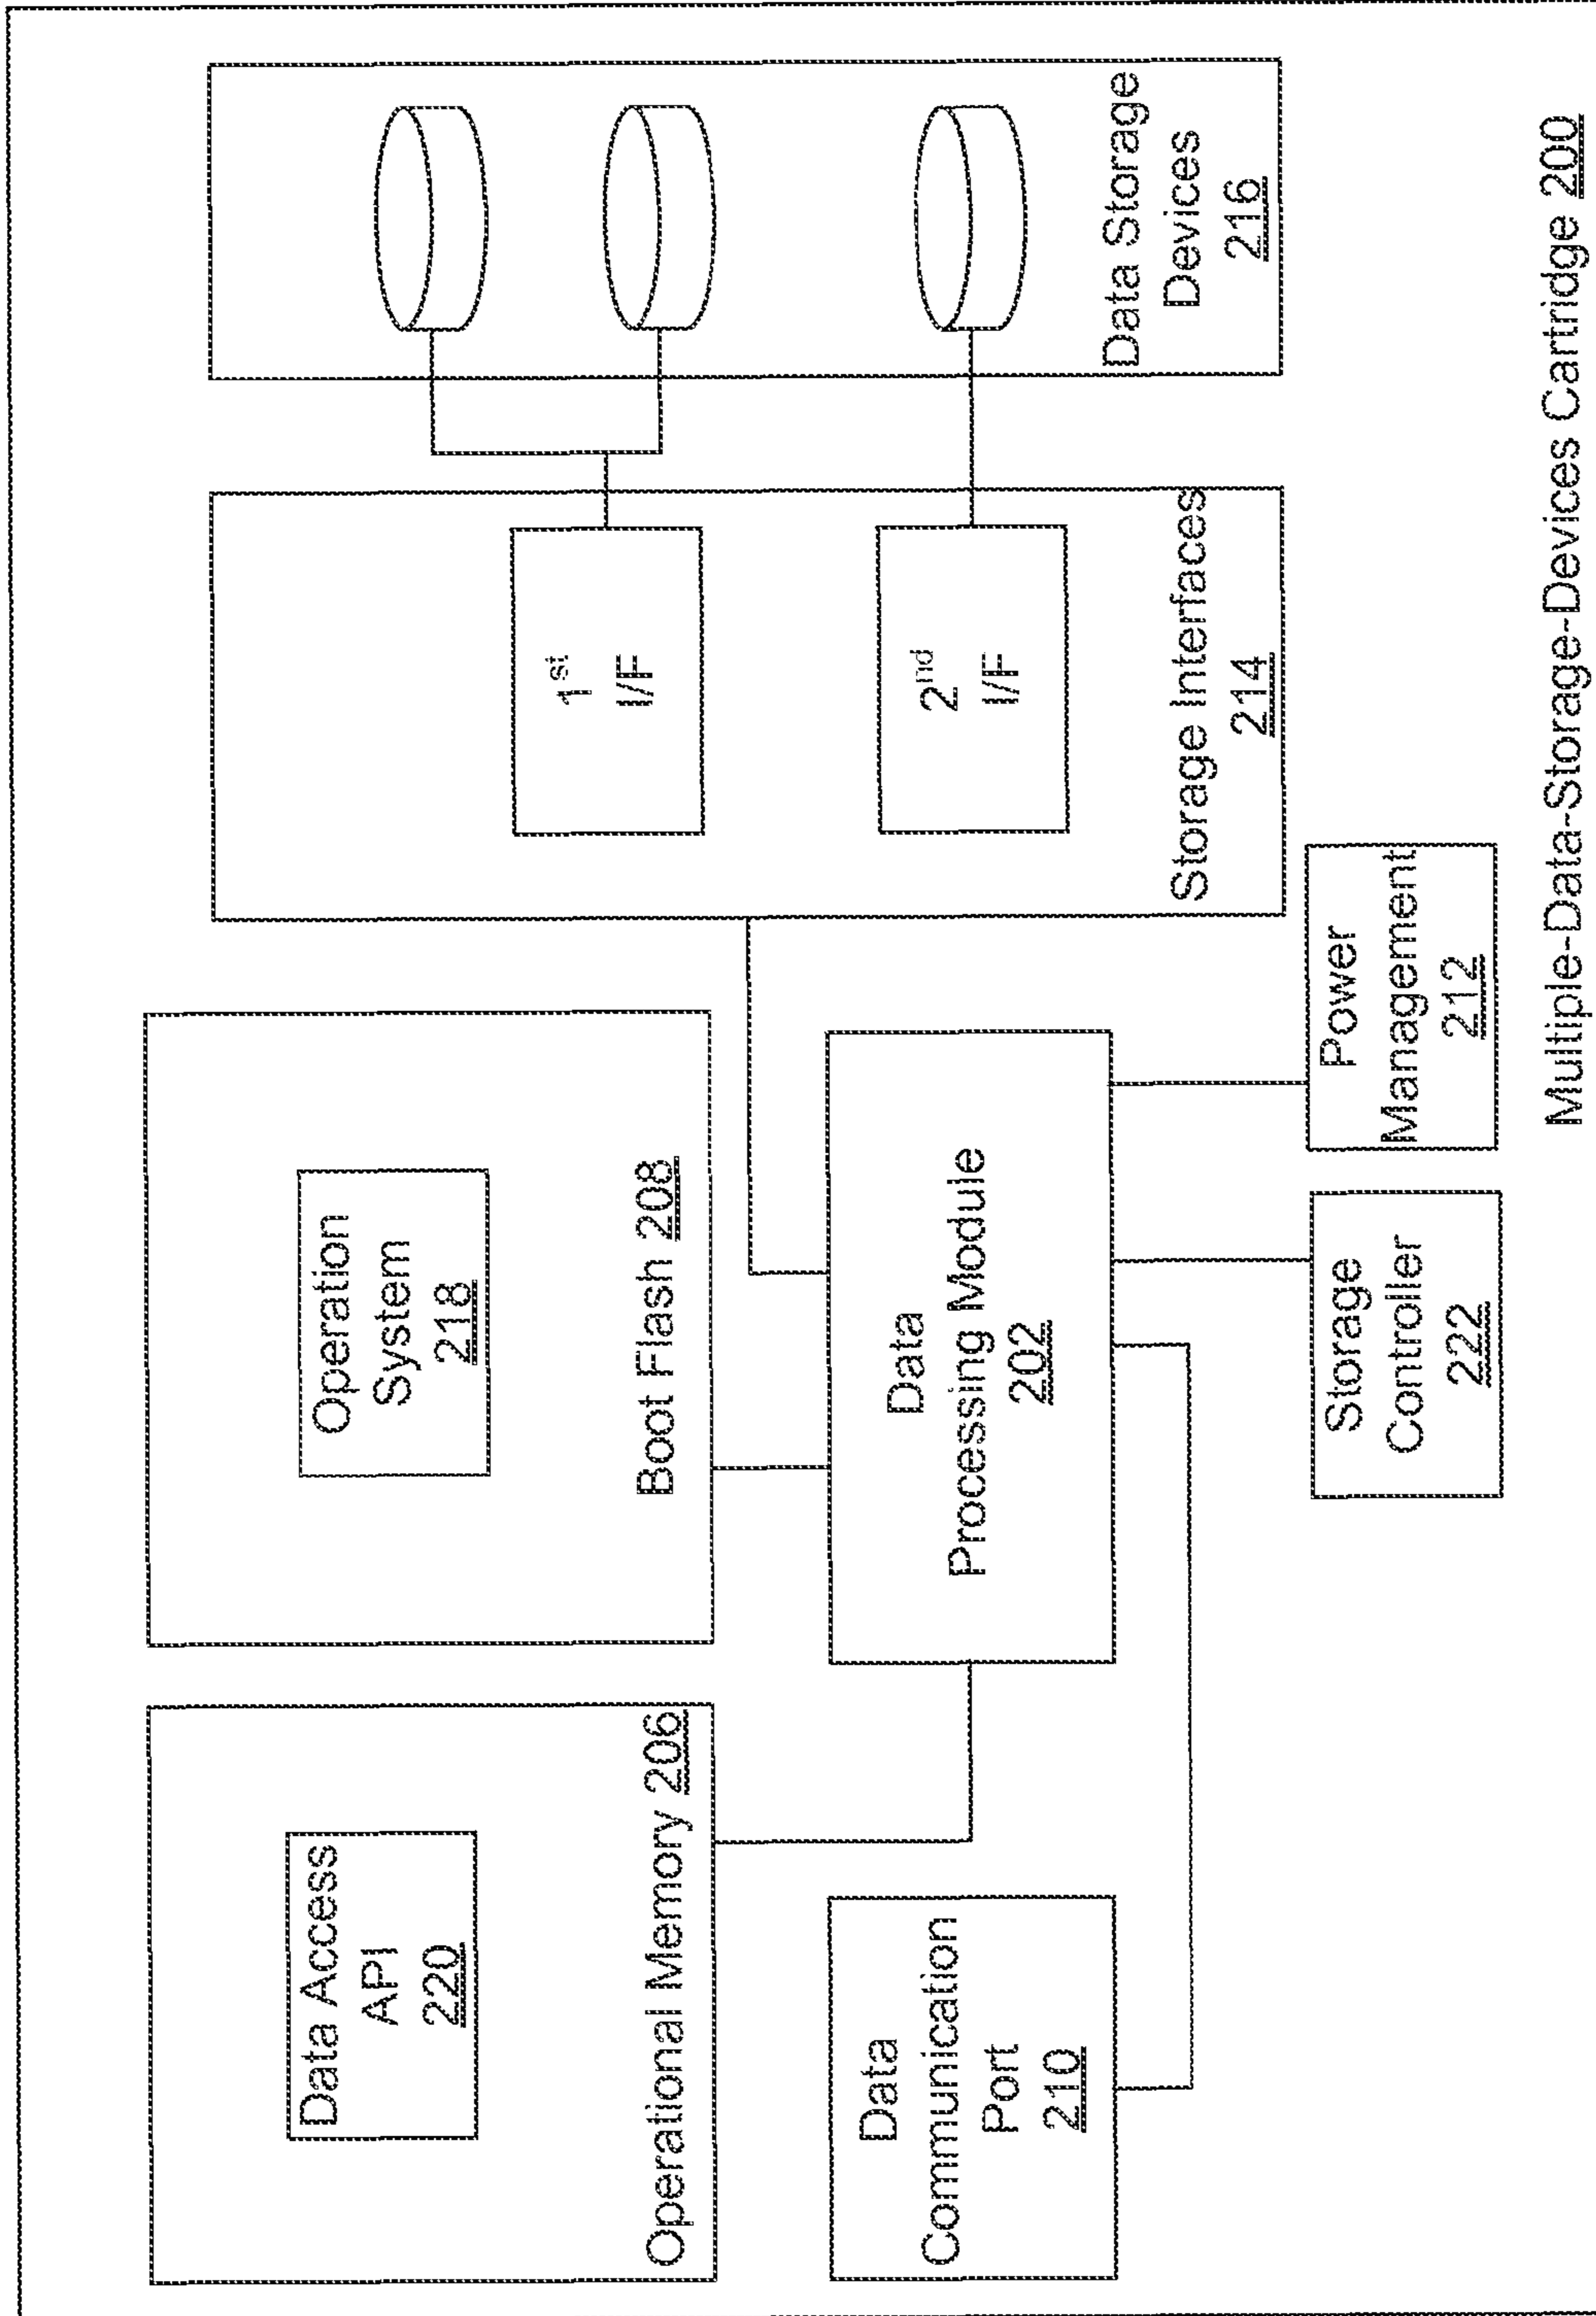 Data Access
API
220
Operational Memory 206
Operation
System
218
Boot Flash 208
Data
Communication
Port
210
Data
Processing Module
202
Storage
Controller
222
Power
Management
212
1st
I/F
2nd
I/F
Storage Interfaces
214
Data Storage
Devices
216
Multiple-Data-Storage-Devices Cartridge 200